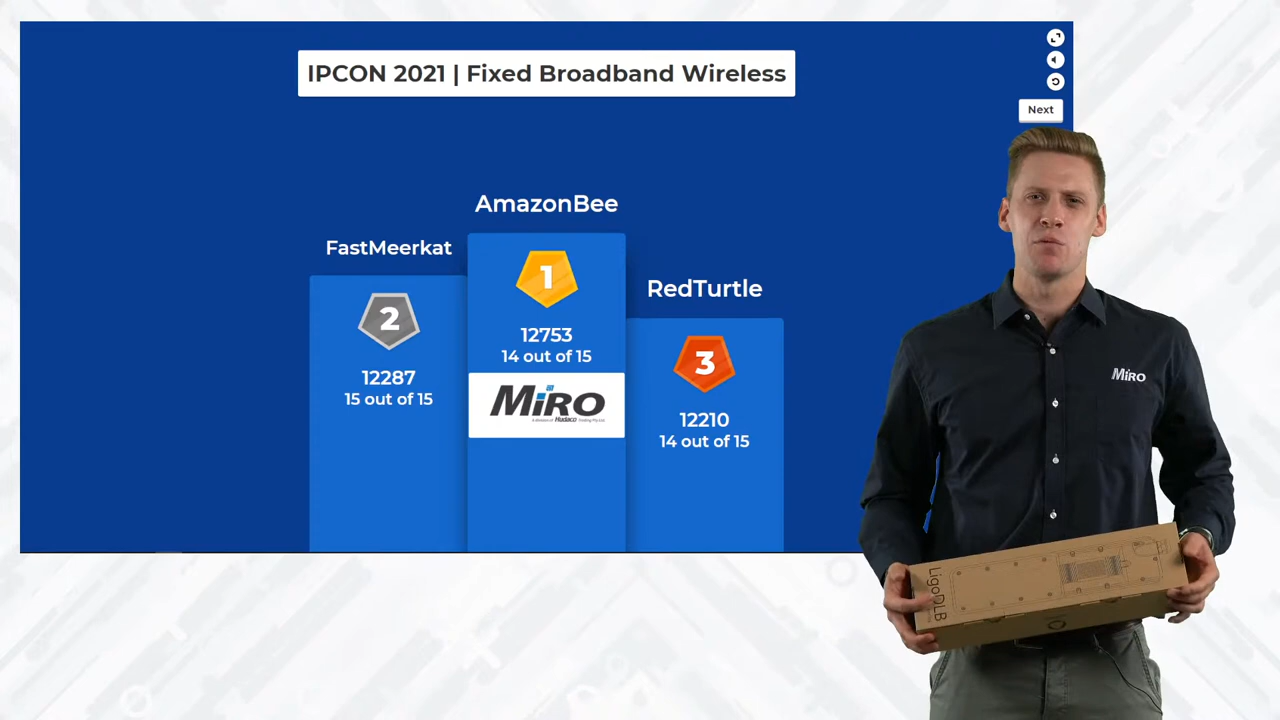 IPCON 2021 | Fixed Broadband Wireless
Next
AmazonBee
FastMeerkat
RedTurtle
1
12753
14 out of 15
MiRO
2
12287
15 out of 15
3
12210
14 out of 15
MiRO
LigoDLB